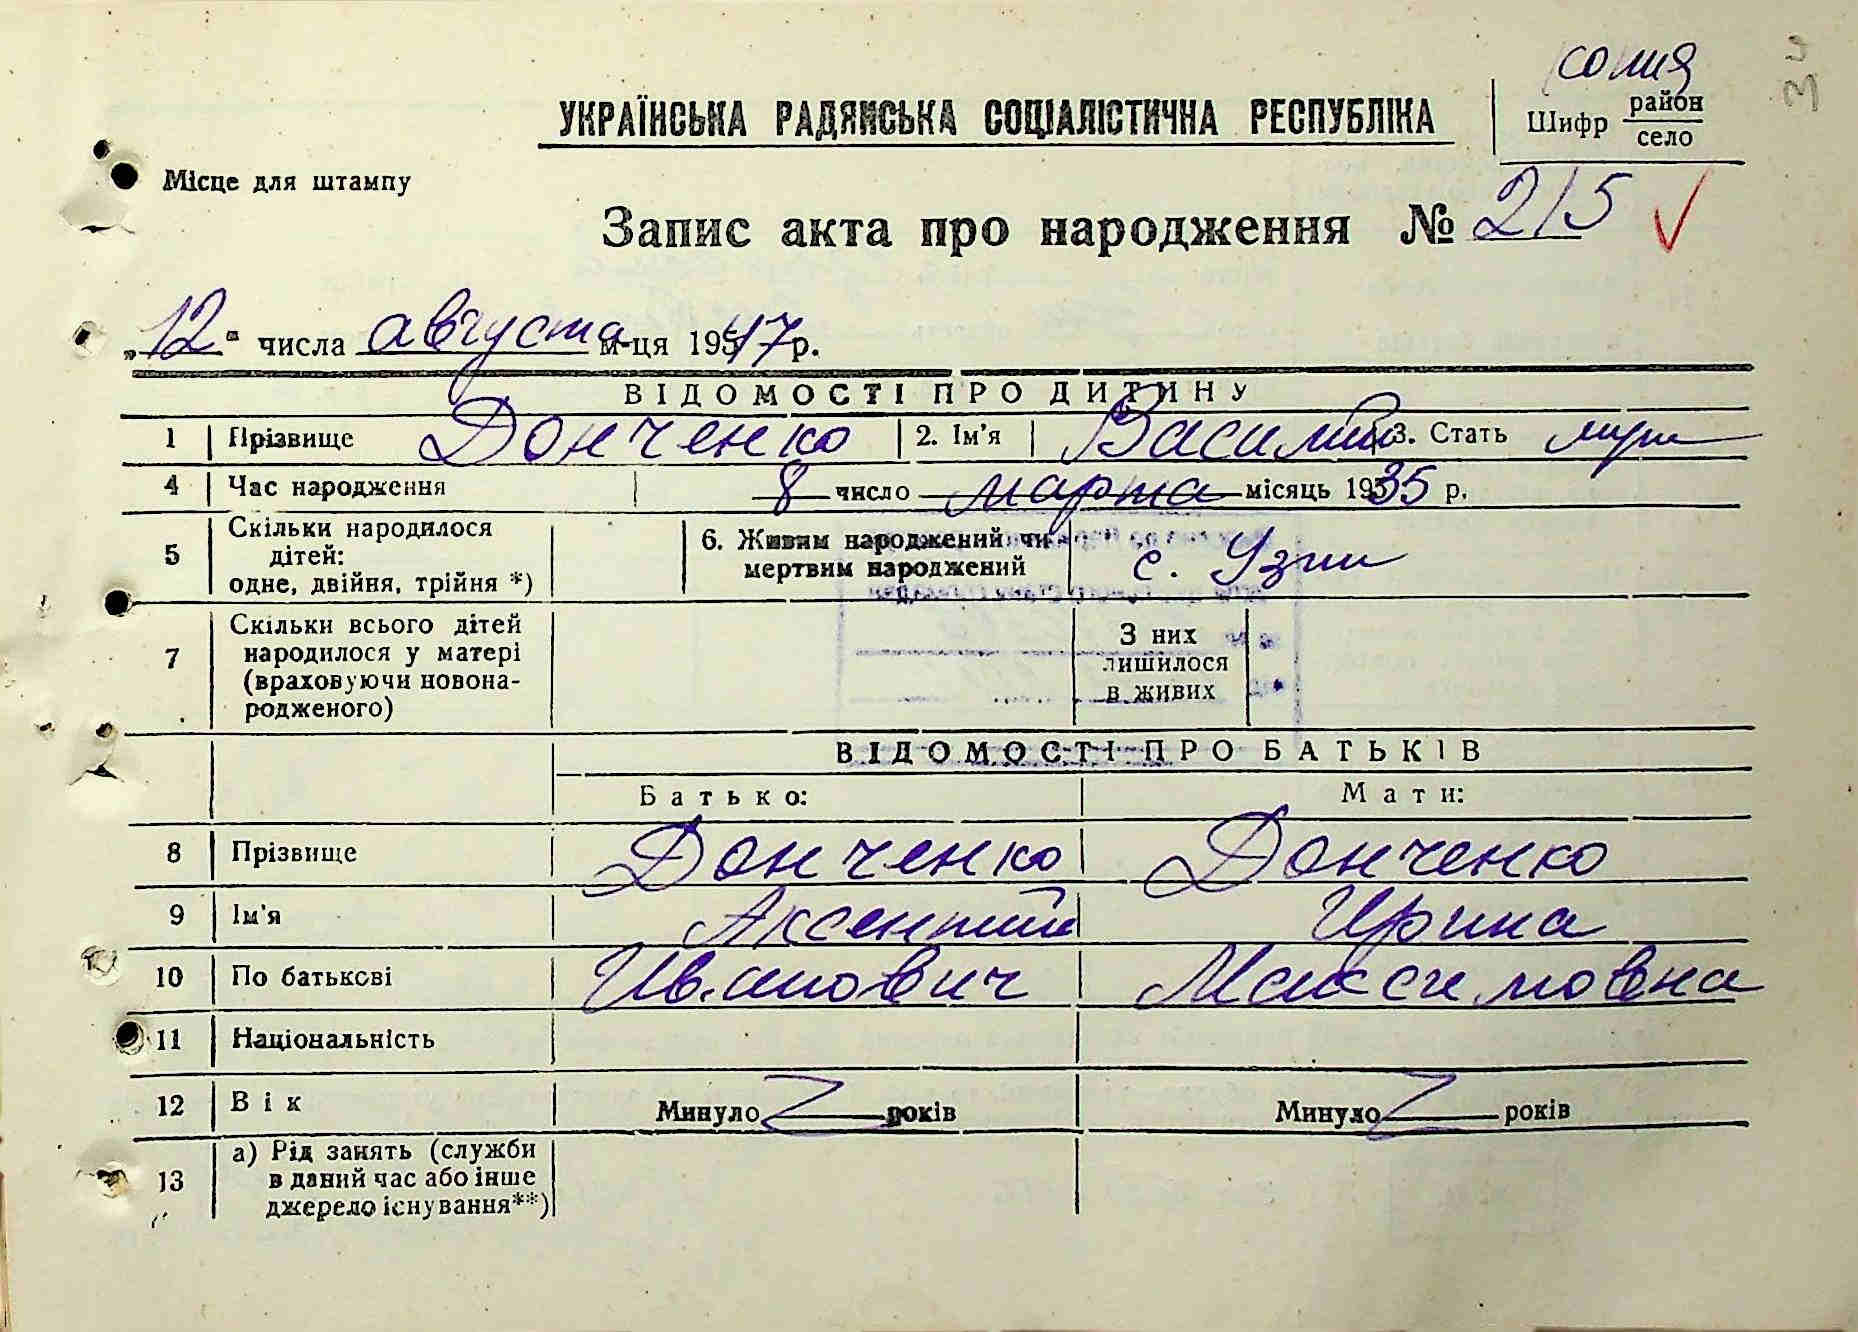 копия
УКРАЇНСЬКА РАДЯНСЬКА СОЦІАЛІСТИЧНА РЕСПУБЛІКА
Шифр район
село
Місце для штампу
Запис акта про народження № 215
„12" числа августа м-ця 1947 р.
ВІДОМОСТІ ПРО ДИТИНУ
1 Прізвище Донченко 2. Ім'я Василий 3. Стать муж
4 Час народження 8 число марта місяць 1935 р.
5 Скільки народилося дітей: одне, двійня, трійня *) 6. Живим народжений чи мертвим народжений с. Узин
7 Скільки всього дітей народилося у матері (враховуючи новона-родженого) З них лишилося в живих
ВІДОМОСТІ ПРО БАТЬКІВ
Батько: Мати:
8 Прізвище Донченко Донченко
9 Ім'я Аксентий Ирина
10 По батькові Иванович Максимовна
11 Національність
12 Вік Минуло років Минуло років
13 а) Рід занять (служби в даний час або інше джерело існування**)